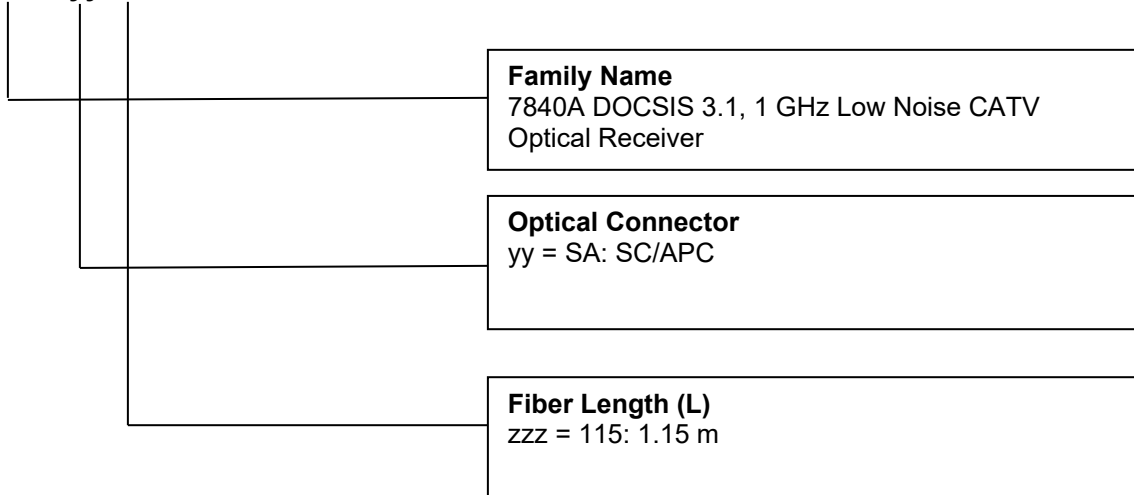 Family Name
7840A DOCSIS 3.1, 1 GHz Low Noise CATV
Optical Receiver
Optical Connector
yy = SA: SC/APC
Fiber Length (L)
zzz = 115: 1.15 m